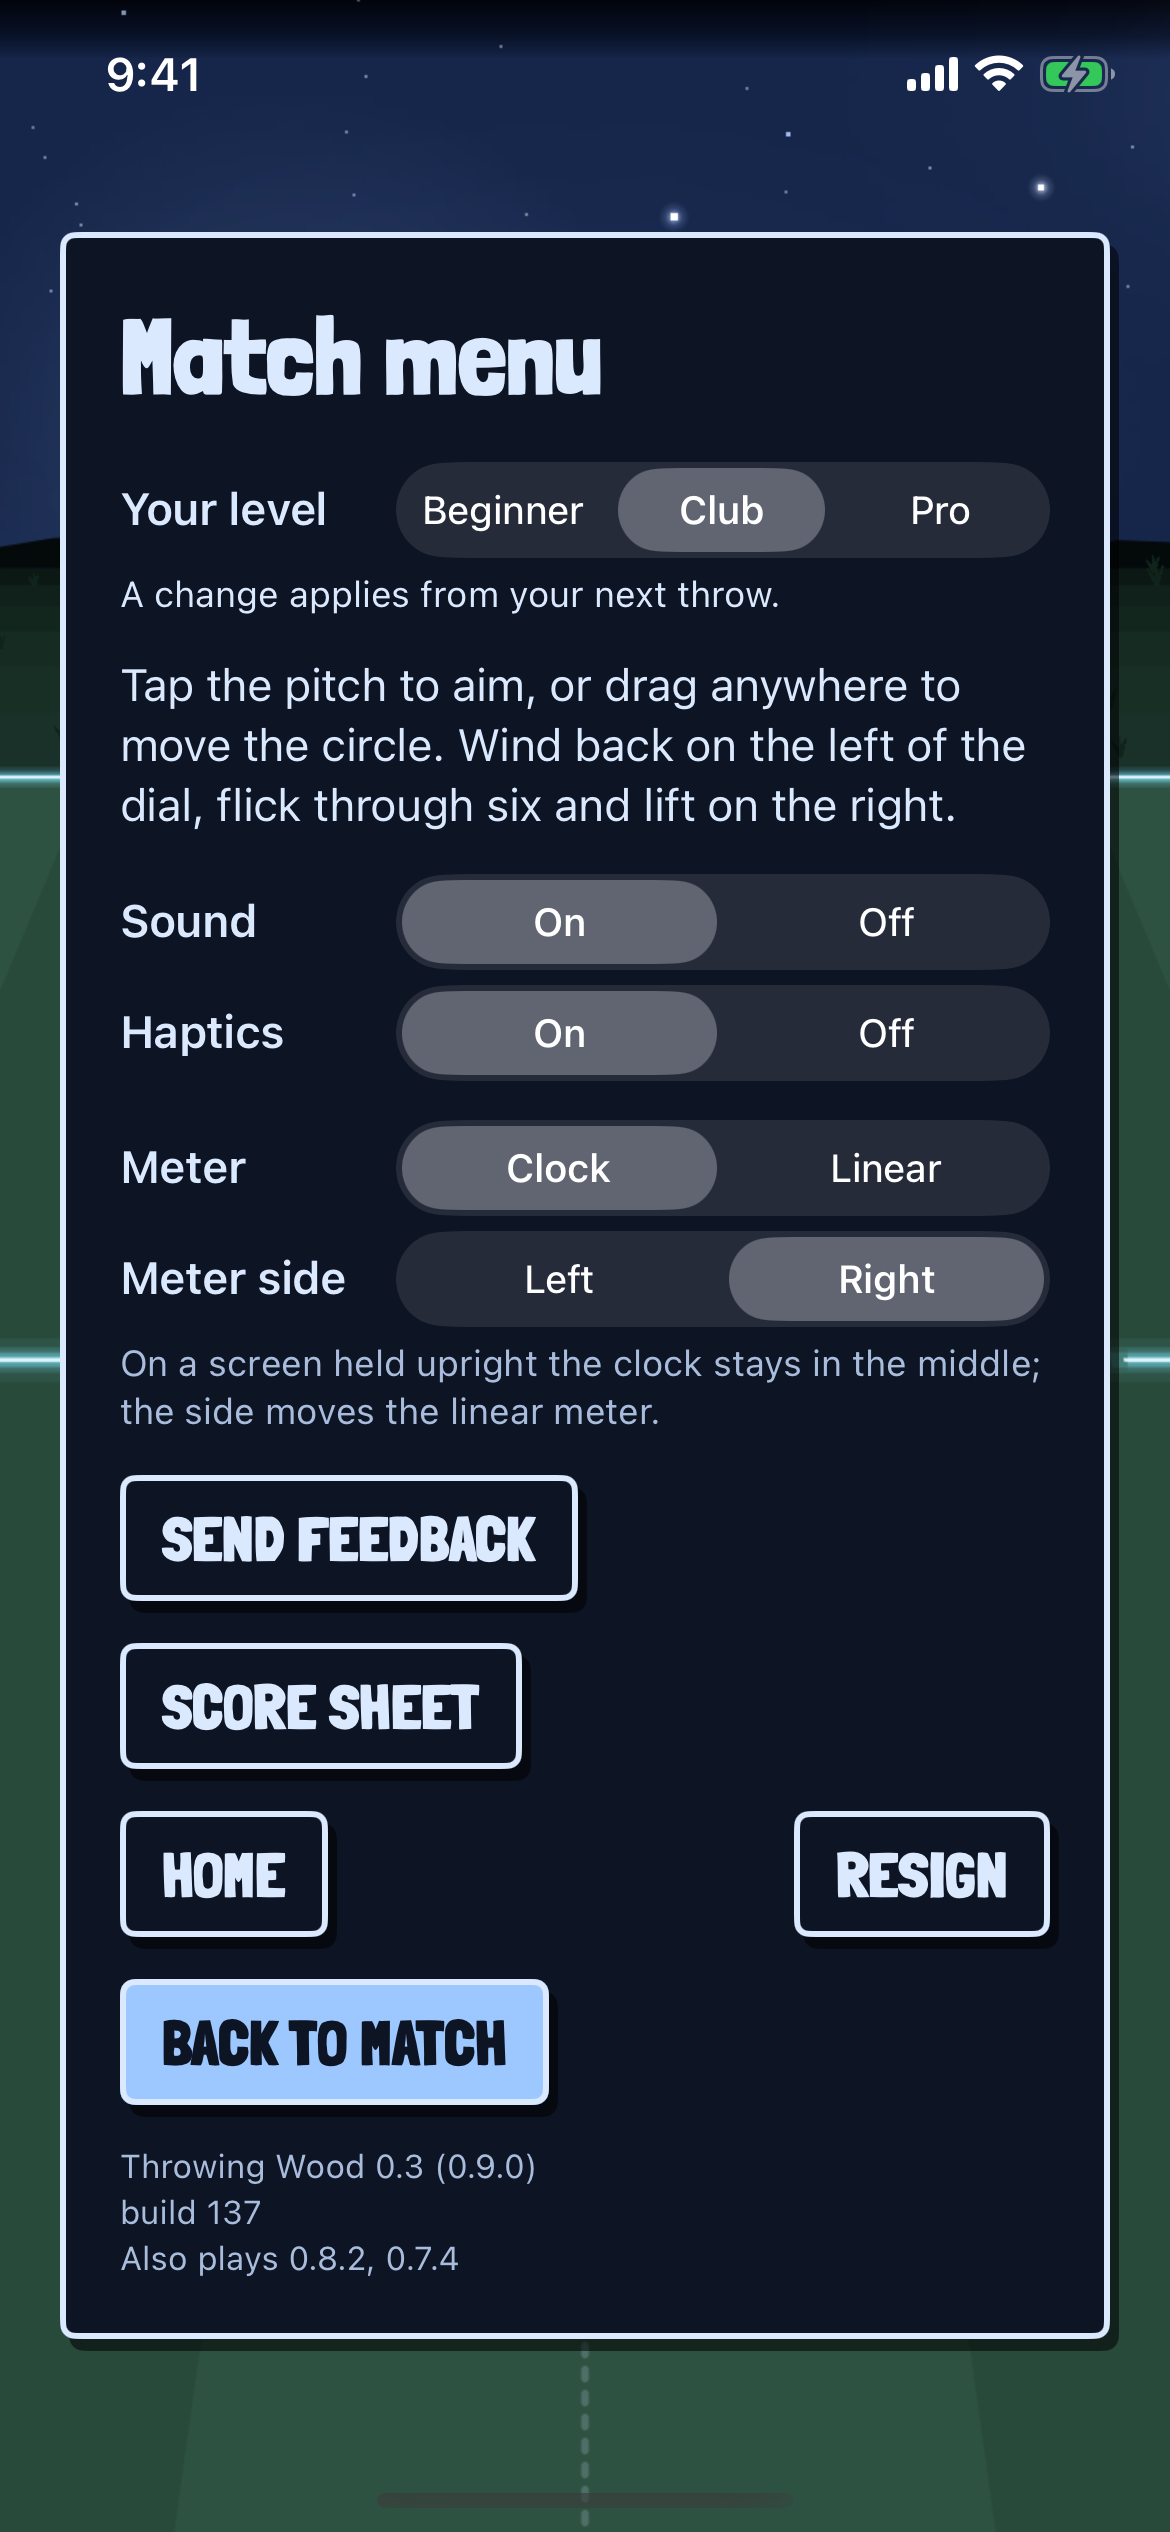 9:41
Match menu
Your level Beginner Club Pro
A change applies from your next throw.
Tap the pitch to aim, or drag anywhere to
move the circle. Wind back on the left of the
dial, flick through six and lift on the right.
Sound On Off
Haptics On Off
Meter Clock Linear
Meter side Left Right
On a screen held upright the clock stays in the middle;
the side moves the linear meter.
SEND FEEDBACK
SCORE SHEET
HOME RESIGN
BACK TO MATCH
Throwing Wood 0.3 (0.9.0)
build 137
Also plays 0.8.2, 0.7.4